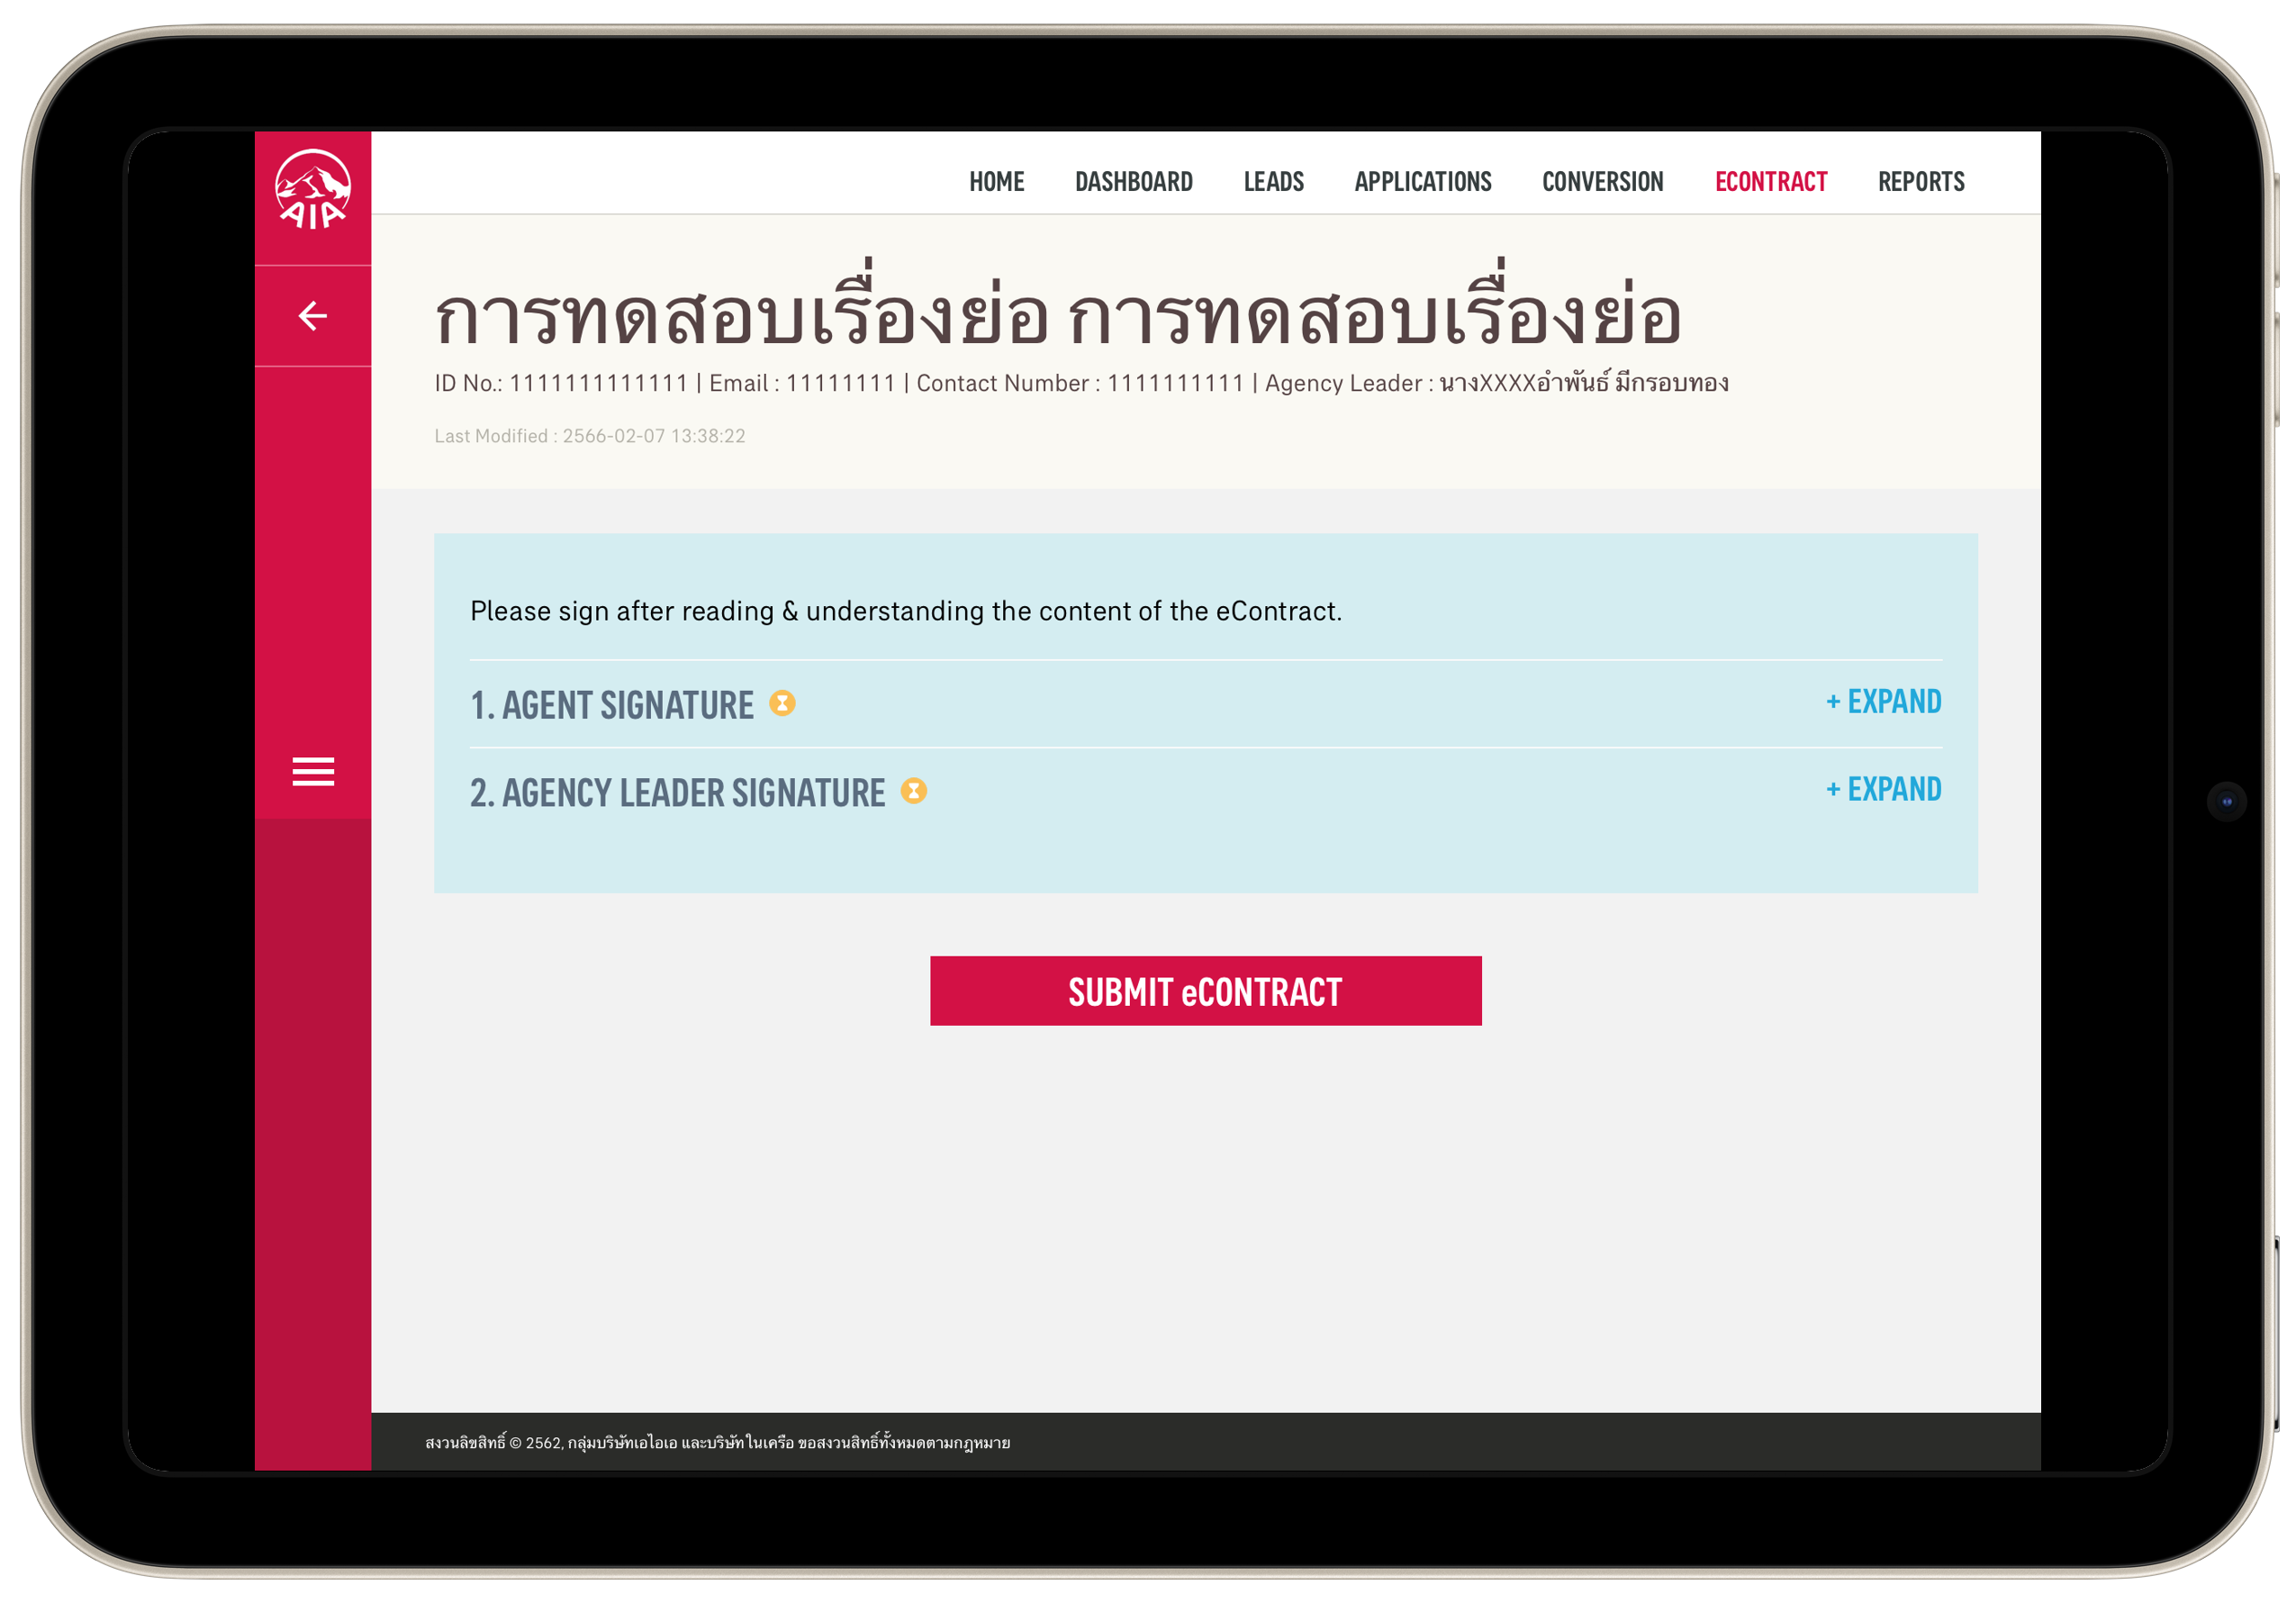 AIA
HOME DASHBOARD LEADS APPLICATIONS CONVERSION ECONTRACT REPORTS
การทดสอบเรื่องย่อ การทดสอบเรื่องย่อ
ID No.: 1111111111111 | Email : 11111111 | Contact Number : 1111111111 | Agency Leader : นางXXXXอำพันธ์ มีกรอบทอง
Last Modified : 2566-02-07 13:38:22
Please sign after reading & understanding the content of the eContract.
1. AGENT SIGNATURE + EXPAND
2. AGENCY LEADER SIGNATURE + EXPAND
SUBMIT eCONTRACT
สงวนลิขสิทธิ์ © 2562, กลุ่มบริษัทเอไอเอ และบริษัทในเครือ ขอสงวนสิทธิ์ทั้งหมดตามกฎหมาย